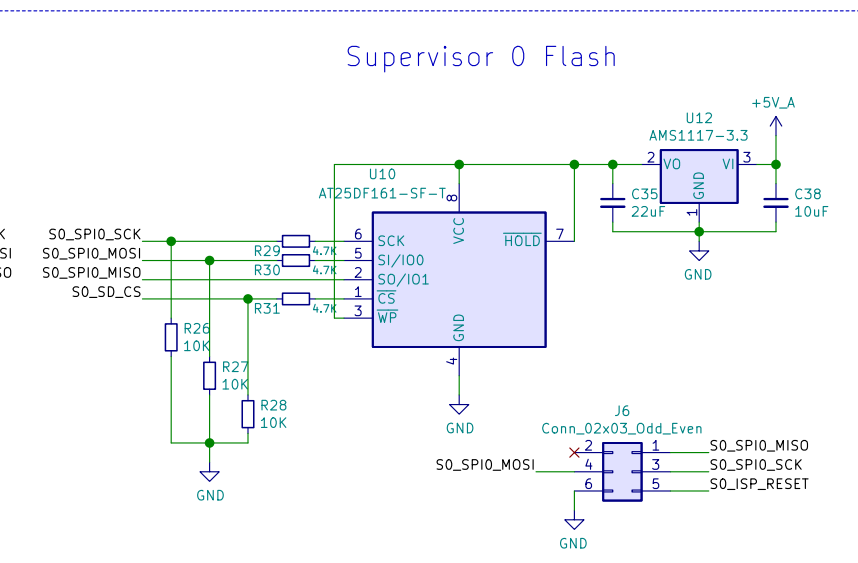 Supervisor 0 Flash
+5V_A
U12
AMS1117-3.3
2 VO VI 3
GND
1
C35
22uF
C38
10uF
GND
U10
AT25DF161-SF-T
8
VCC
6 SCK
5 SI/IO0
2 SO/IO1
1 CS
3 WP
HOLD 7
GND
4
GND
K
SI
SO
S0_SPI0_SCK
S0_SPI0_MOSI
S0_SPI0_MISO
S0_SD_CS
R29 4.7K
R30 4.7K
R31 4.7K
R26
10K
R27
10K
R28
10K
GND
J6
Conn_02x03_Odd_Even
2 1 S0_SPI0_MISO
S0_SPI0_MOSI 4 3 S0_SPI0_SCK
6 5 S0_ISP_RESET
GND